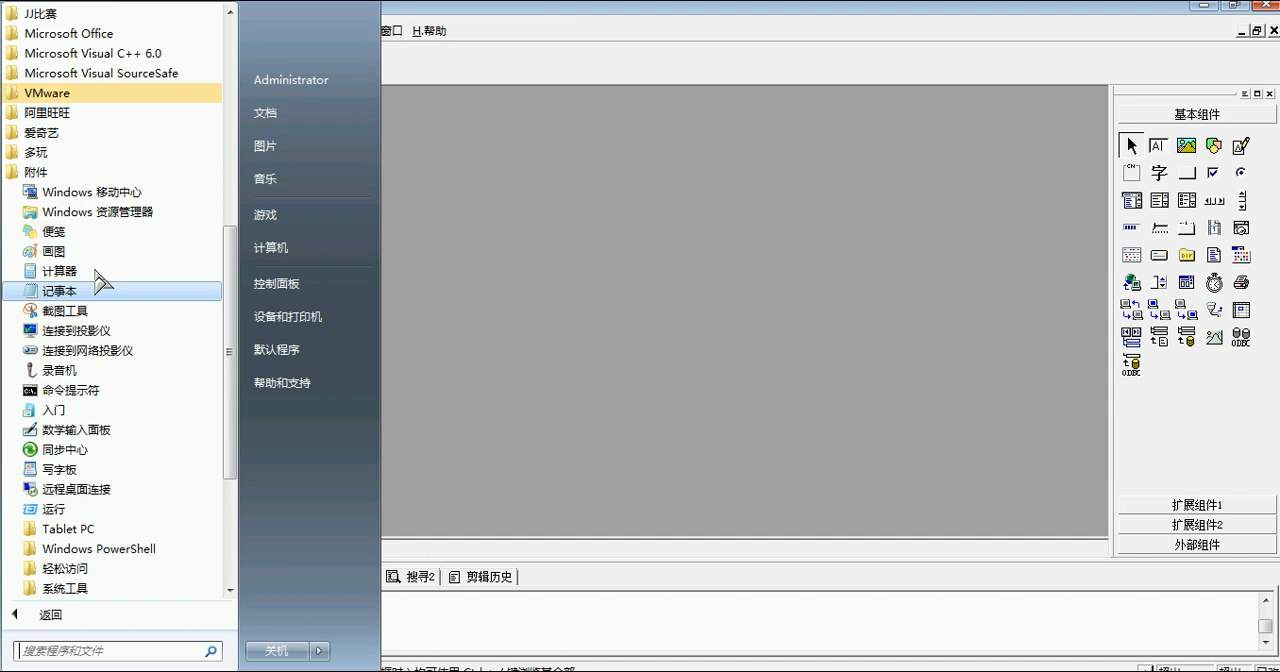 JJ比赛
Microsoft Office
Microsoft Visual C++ 6.0
Microsoft Visual SourceSafe
VMware
阿里旺旺
爱奇艺
多玩
附件
Windows 移动中心
Windows 资源管理器
便笺
画图
计算器
记事本
截图工具
连接到投影仪
连接到网络投影仪
录音机
命令提示符
入门
数学输入面板
同步中心
写字板
远程桌面连接
运行
Tablet PC
Windows PowerShell
轻松访问
系统工具
返回
搜索程序和文件
Administrator
文档
图片
音乐
游戏
计算机
控制面板
设备和打印机
默认程序
帮助和支持
关机
窗口 H.帮助
基本组件
扩展组件1
扩展组件2
外部组件
搜寻2
剪辑历史